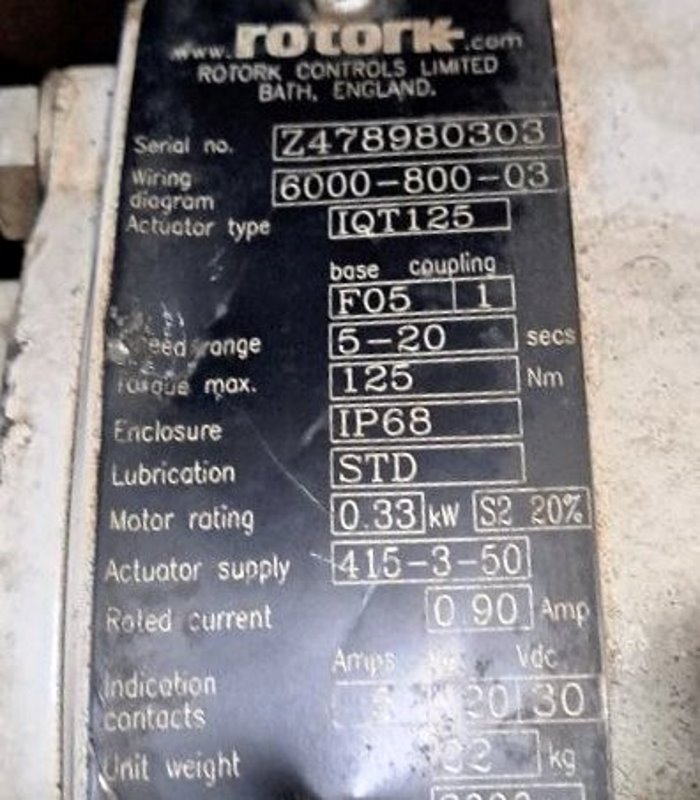 www.rotork.com
ROTORK CONTROLS LIMITED
BATH, ENGLAND.
Serial no. Z478980303
Wiring diagram 6000-800-03
Actuator type IQT125
base coupling
F05 1
range 5-20 secs
max. 125 Nm
Enclosure IP68
Lubrication STD
Motor rating 0.33 kW S2 20%
Actuator supply 415-3-50
Rated current 0 90 Amp
Amps Vdc
Indication contacts 30
Unit weight kg